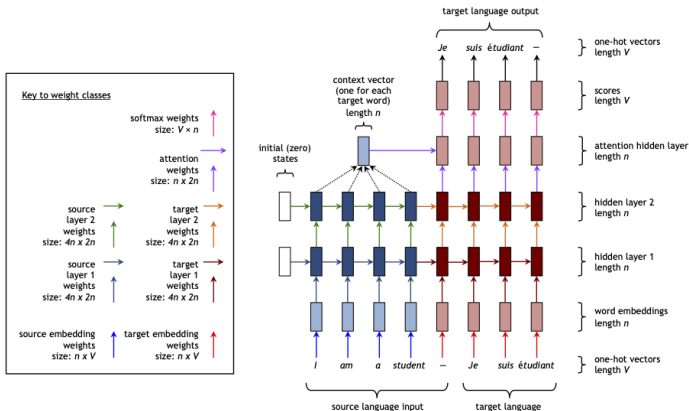 target language output
Je suis étudiant –
one-hot vectors
length V
context vector
(one for each
target word)
length n
scores
length V
Key to weight classes
softmax weights
size: V × n
attention
weights
size: n x 2n
initial (zero)
states
attention hidden layer
length n
source
layer 2
weights
size: 4n x 2n
target
layer 2
weights
size: 4n x 2n
hidden layer 2
length n
source
layer 1
weights
size: 4n x 2n
target
layer 1
weights
size: 4n x 2n
hidden layer 1
length n
source embedding
weights
size: n x V
target embedding
weights
size: n x V
word embeddings
length n
I am a student – Je suis étudiant
one-hot vectors
length V
source language input
target language